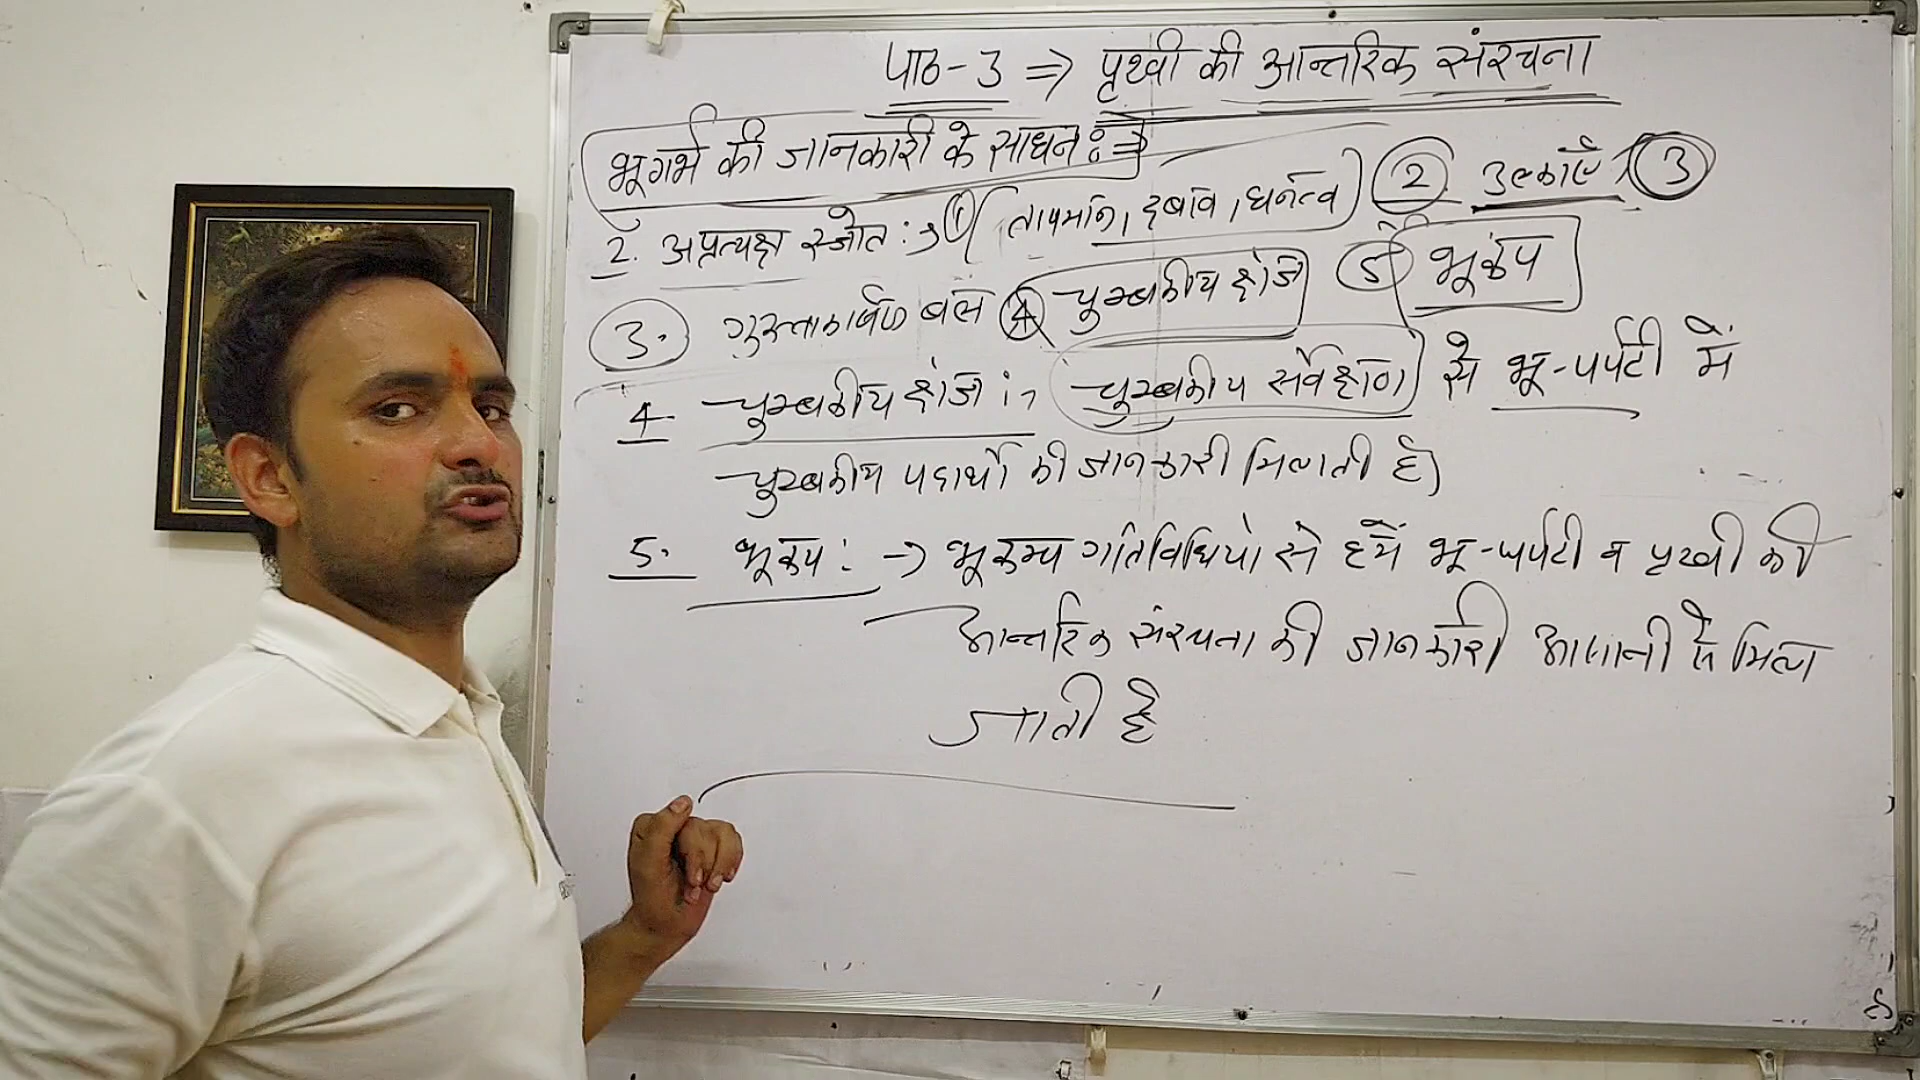 पाठ-3 ⇒ पृथ्वी की आन्तरिक संरचना
भूगर्भ की जानकारी के साधन :⇒
2. अप्रत्यक्ष स्त्रोत :→ ① तापमान, दबाव, घनत्व ② उल्काएँ, ③
3. गुरुत्वाकर्षण बल ④ चुम्बकीय क्षेत्र ⑤ भूकंप
4. चुम्बकीय क्षेत्र :→ चुम्बकीय सर्वेक्षण से भू-पर्पटी में
चुम्बकीय पदार्थों की जानकारी मिलती है।
5. भूकंप :→ भूकम्प गतिविधियों से हमें भू-पर्पटी व पृथ्वी की
आन्तरिक संरचना की जानकारी आसानी से मिल
जाती है